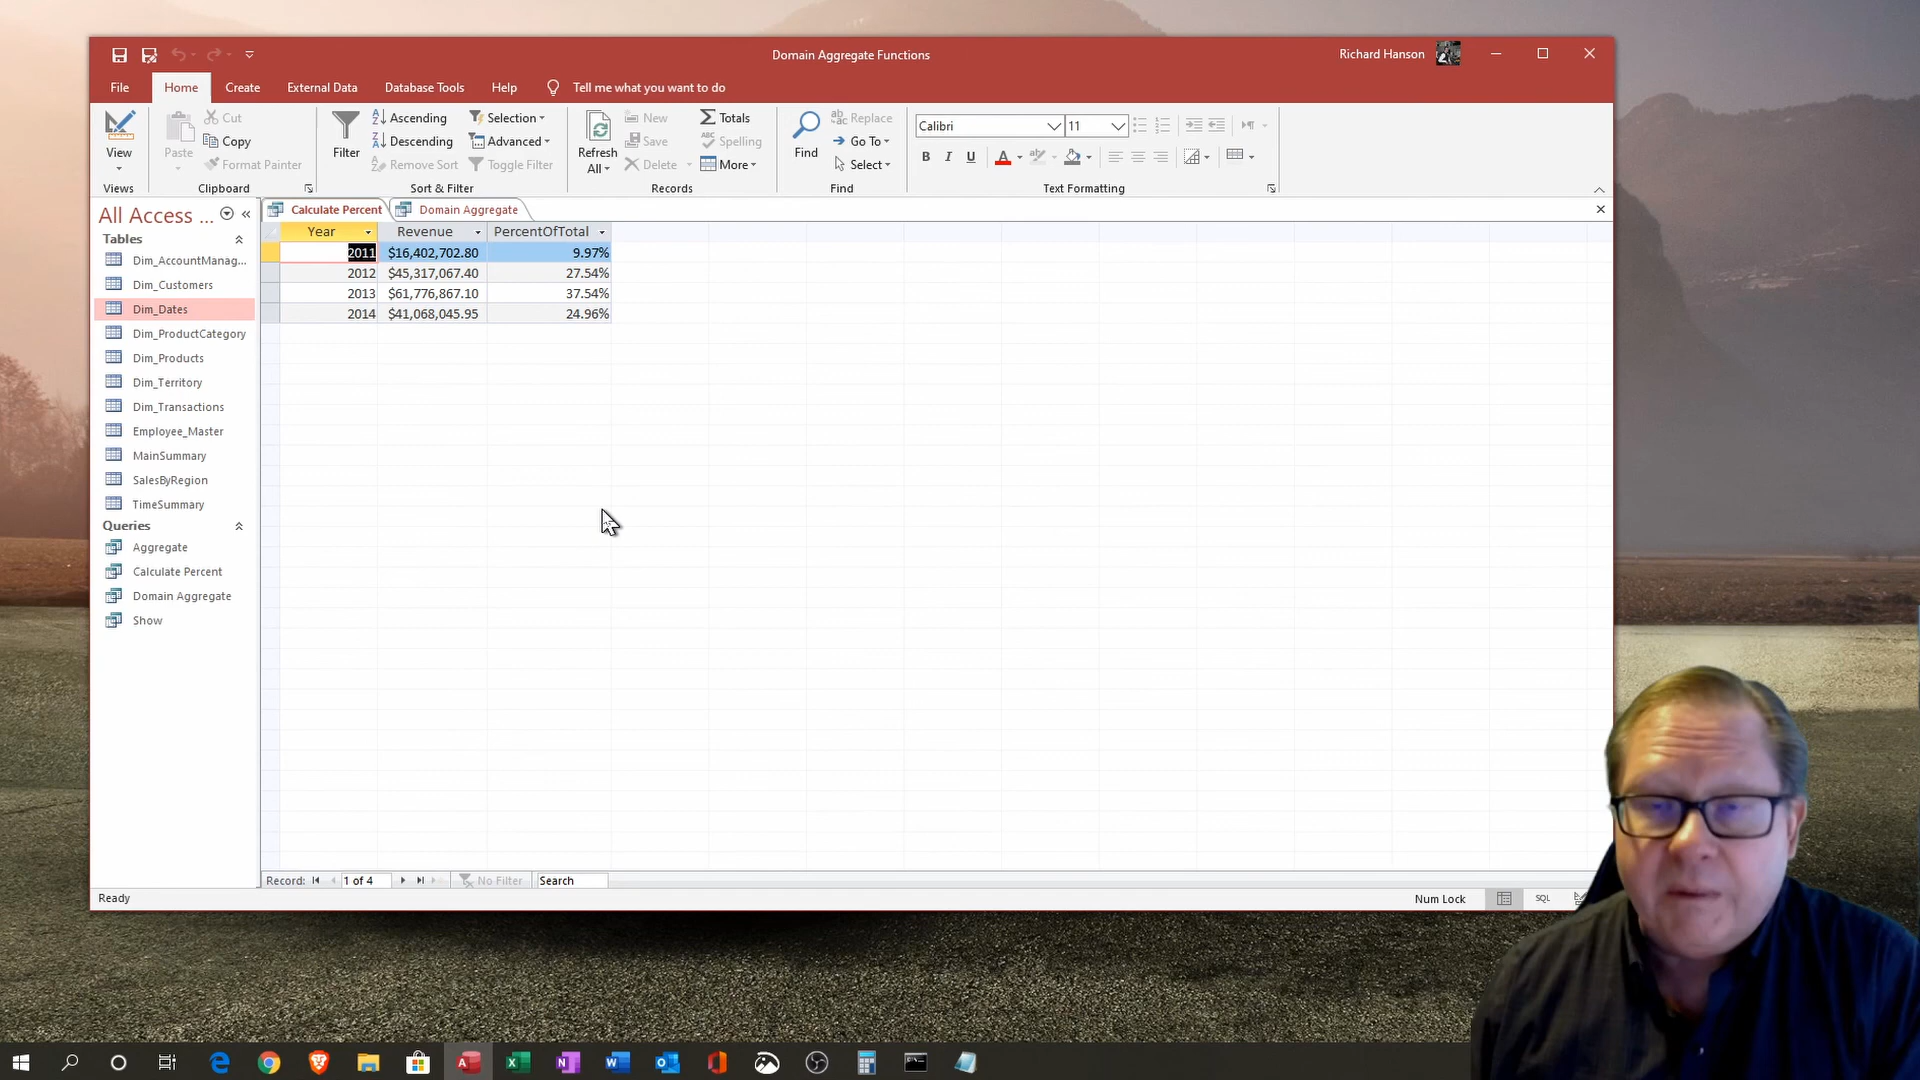 Domain Aggregate Functions
Richard Hanson
File Home Create External Data Database Tools Help Tell me what you want to do
View
Views
Paste
Cut
Copy
Format Painter
Clipboard
Filter
Ascending
Descending
Remove Sort
Selection
Advanced
Toggle Filter
Sort & Filter
Refresh
All
New
Save
Delete
Totals
Spelling
More
Records
Find
Replace
Go To
Select
Find
Calibri 11
B I U A
Text Formatting
All Access ...
Tables
Dim_AccountManag...
Dim_Customers
Dim_Dates
Dim_ProductCategory
Dim_Products
Dim_Territory
Dim_Transactions
Employee_Master
MainSummary
SalesByRegion
TimeSummary
Queries
Aggregate
Calculate Percent
Domain Aggregate
Show
Calculate Percent Domain Aggregate
Year Revenue PercentOfTotal
2011 $16,402,702.80 9.97%
2012 $45,317,067.40 27.54%
2013 $61,776,867.10 37.54%
2014 $41,068,045.95 24.96%
Record: 1 of 4 No Filter Search
Ready
Num Lock SQL